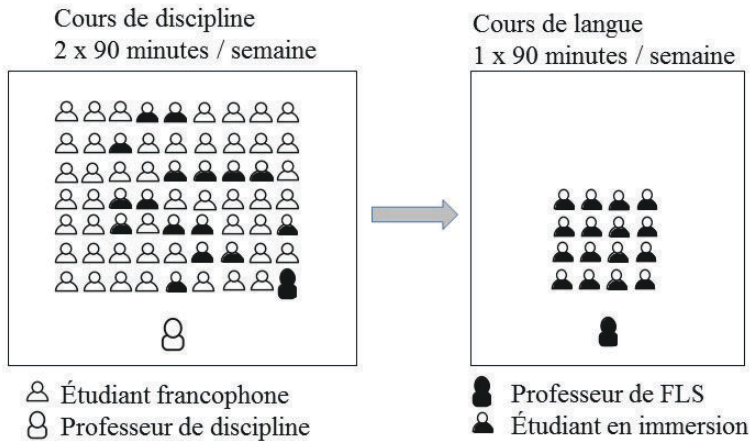 Cours de discipline
2 x 90 minutes / semaine
Cours de langue
1 x 90 minutes / semaine
Étudiant francophone
Professeur de discipline
Professeur de FLS
Étudiant en immersion